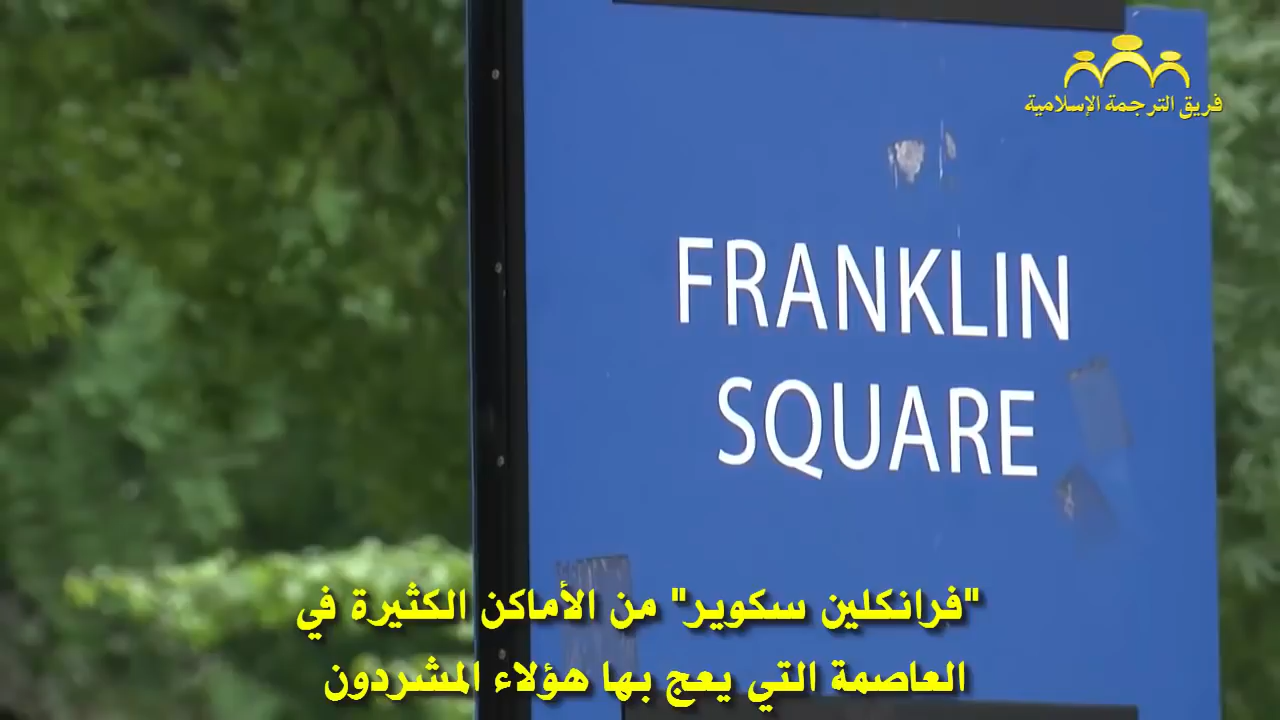 فريق الترجمة الإسلامية
FRANKLIN
SQUARE
"فرانكلين سكوير" من الأماكن الكثيرة في
العاصمة التي يعج بها هؤلاء المشردون